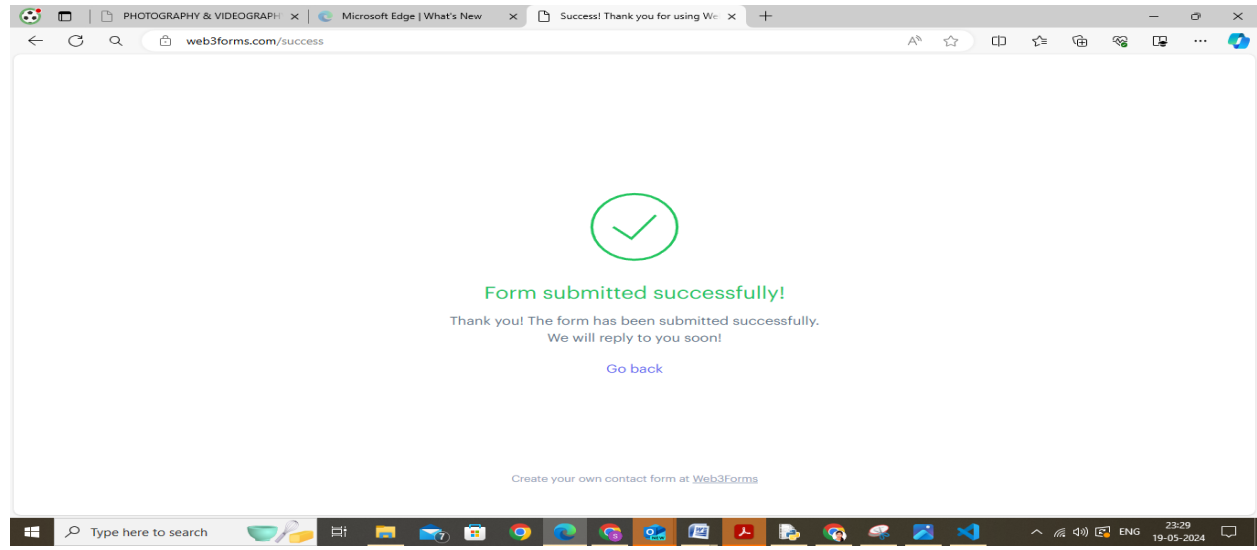 PHOTOGRAPHY & VIDEOGRAPH
Microsoft Edge | What's New
Success! Thank you for using We
web3forms.com/success
Form submitted successfully!
Thank you! The form has been submitted successfully.
We will reply to you soon!
Go back
Create your own contact form at Web3Forms
Type here to search
7
ENG
23:29
19-05-2024